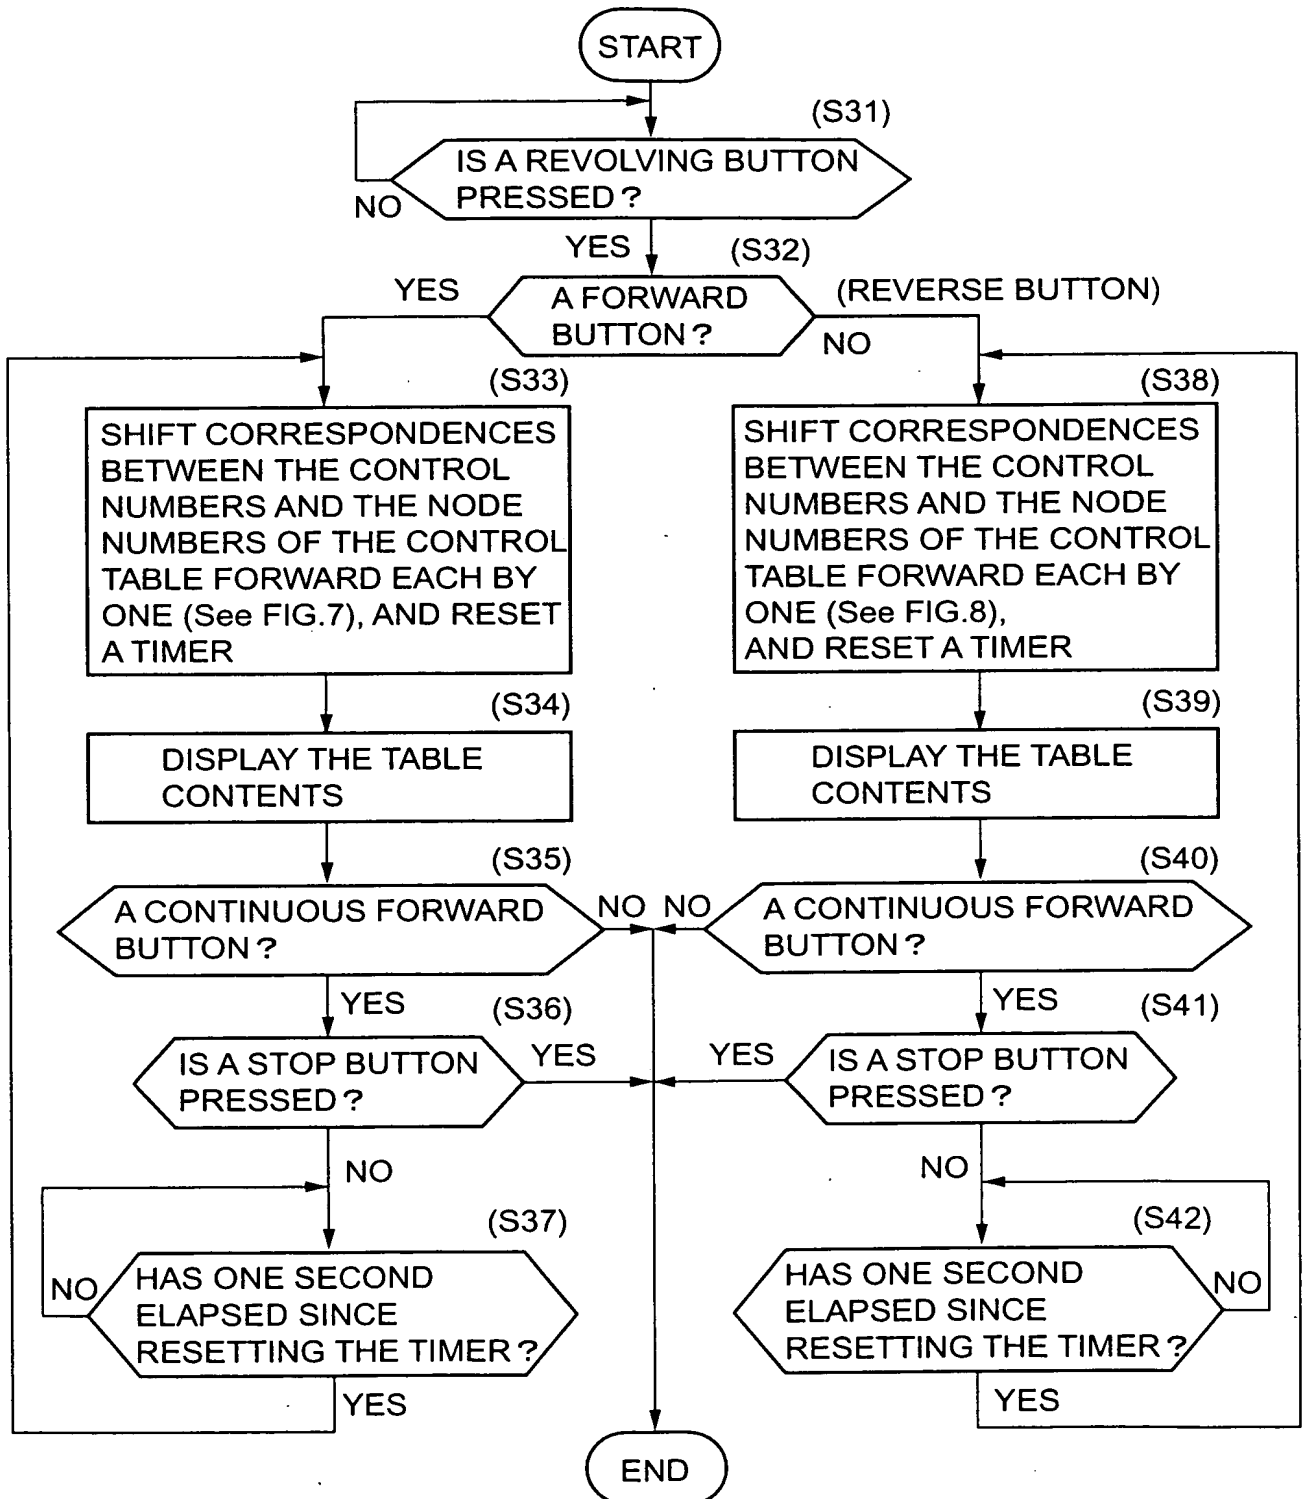 START
(S31)
IS A REVOLVING BUTTON
PRESSED?
NO
YES
(S32)
YES
A FORWARD
BUTTON?
(REVERSE BUTTON)
NO
(S33)
SHIFT CORRESPONDENCES
BETWEEN THE CONTROL
NUMBERS AND THE NODE
NUMBERS OF THE CONTROL
TABLE FORWARD EACH BY
ONE (See FIG.7), AND RESET
A TIMER
(S38)
SHIFT CORRESPONDENCES
BETWEEN THE CONTROL
NUMBERS AND THE NODE
NUMBERS OF THE CONTROL
TABLE FORWARD EACH BY
ONE (See FIG.8),
AND RESET A TIMER
(S34)
DISPLAY THE TABLE
CONTENTS
(S39)
DISPLAY THE TABLE
CONTENTS
(S35)
A CONTINUOUS FORWARD
BUTTON?
NO
NO
(S40)
A CONTINUOUS FORWARD
BUTTON?
YES
(S36)
IS A STOP BUTTON
PRESSED?
YES
YES
YES
(S41)
IS A STOP BUTTON
PRESSED?
NO
(S37)
NO
HAS ONE SECOND
ELAPSED SINCE
RESETTING THE TIMER?
YES
NO
(S42)
HAS ONE SECOND
ELAPSED SINCE
RESETTING THE TIMER?
NO
YES
END